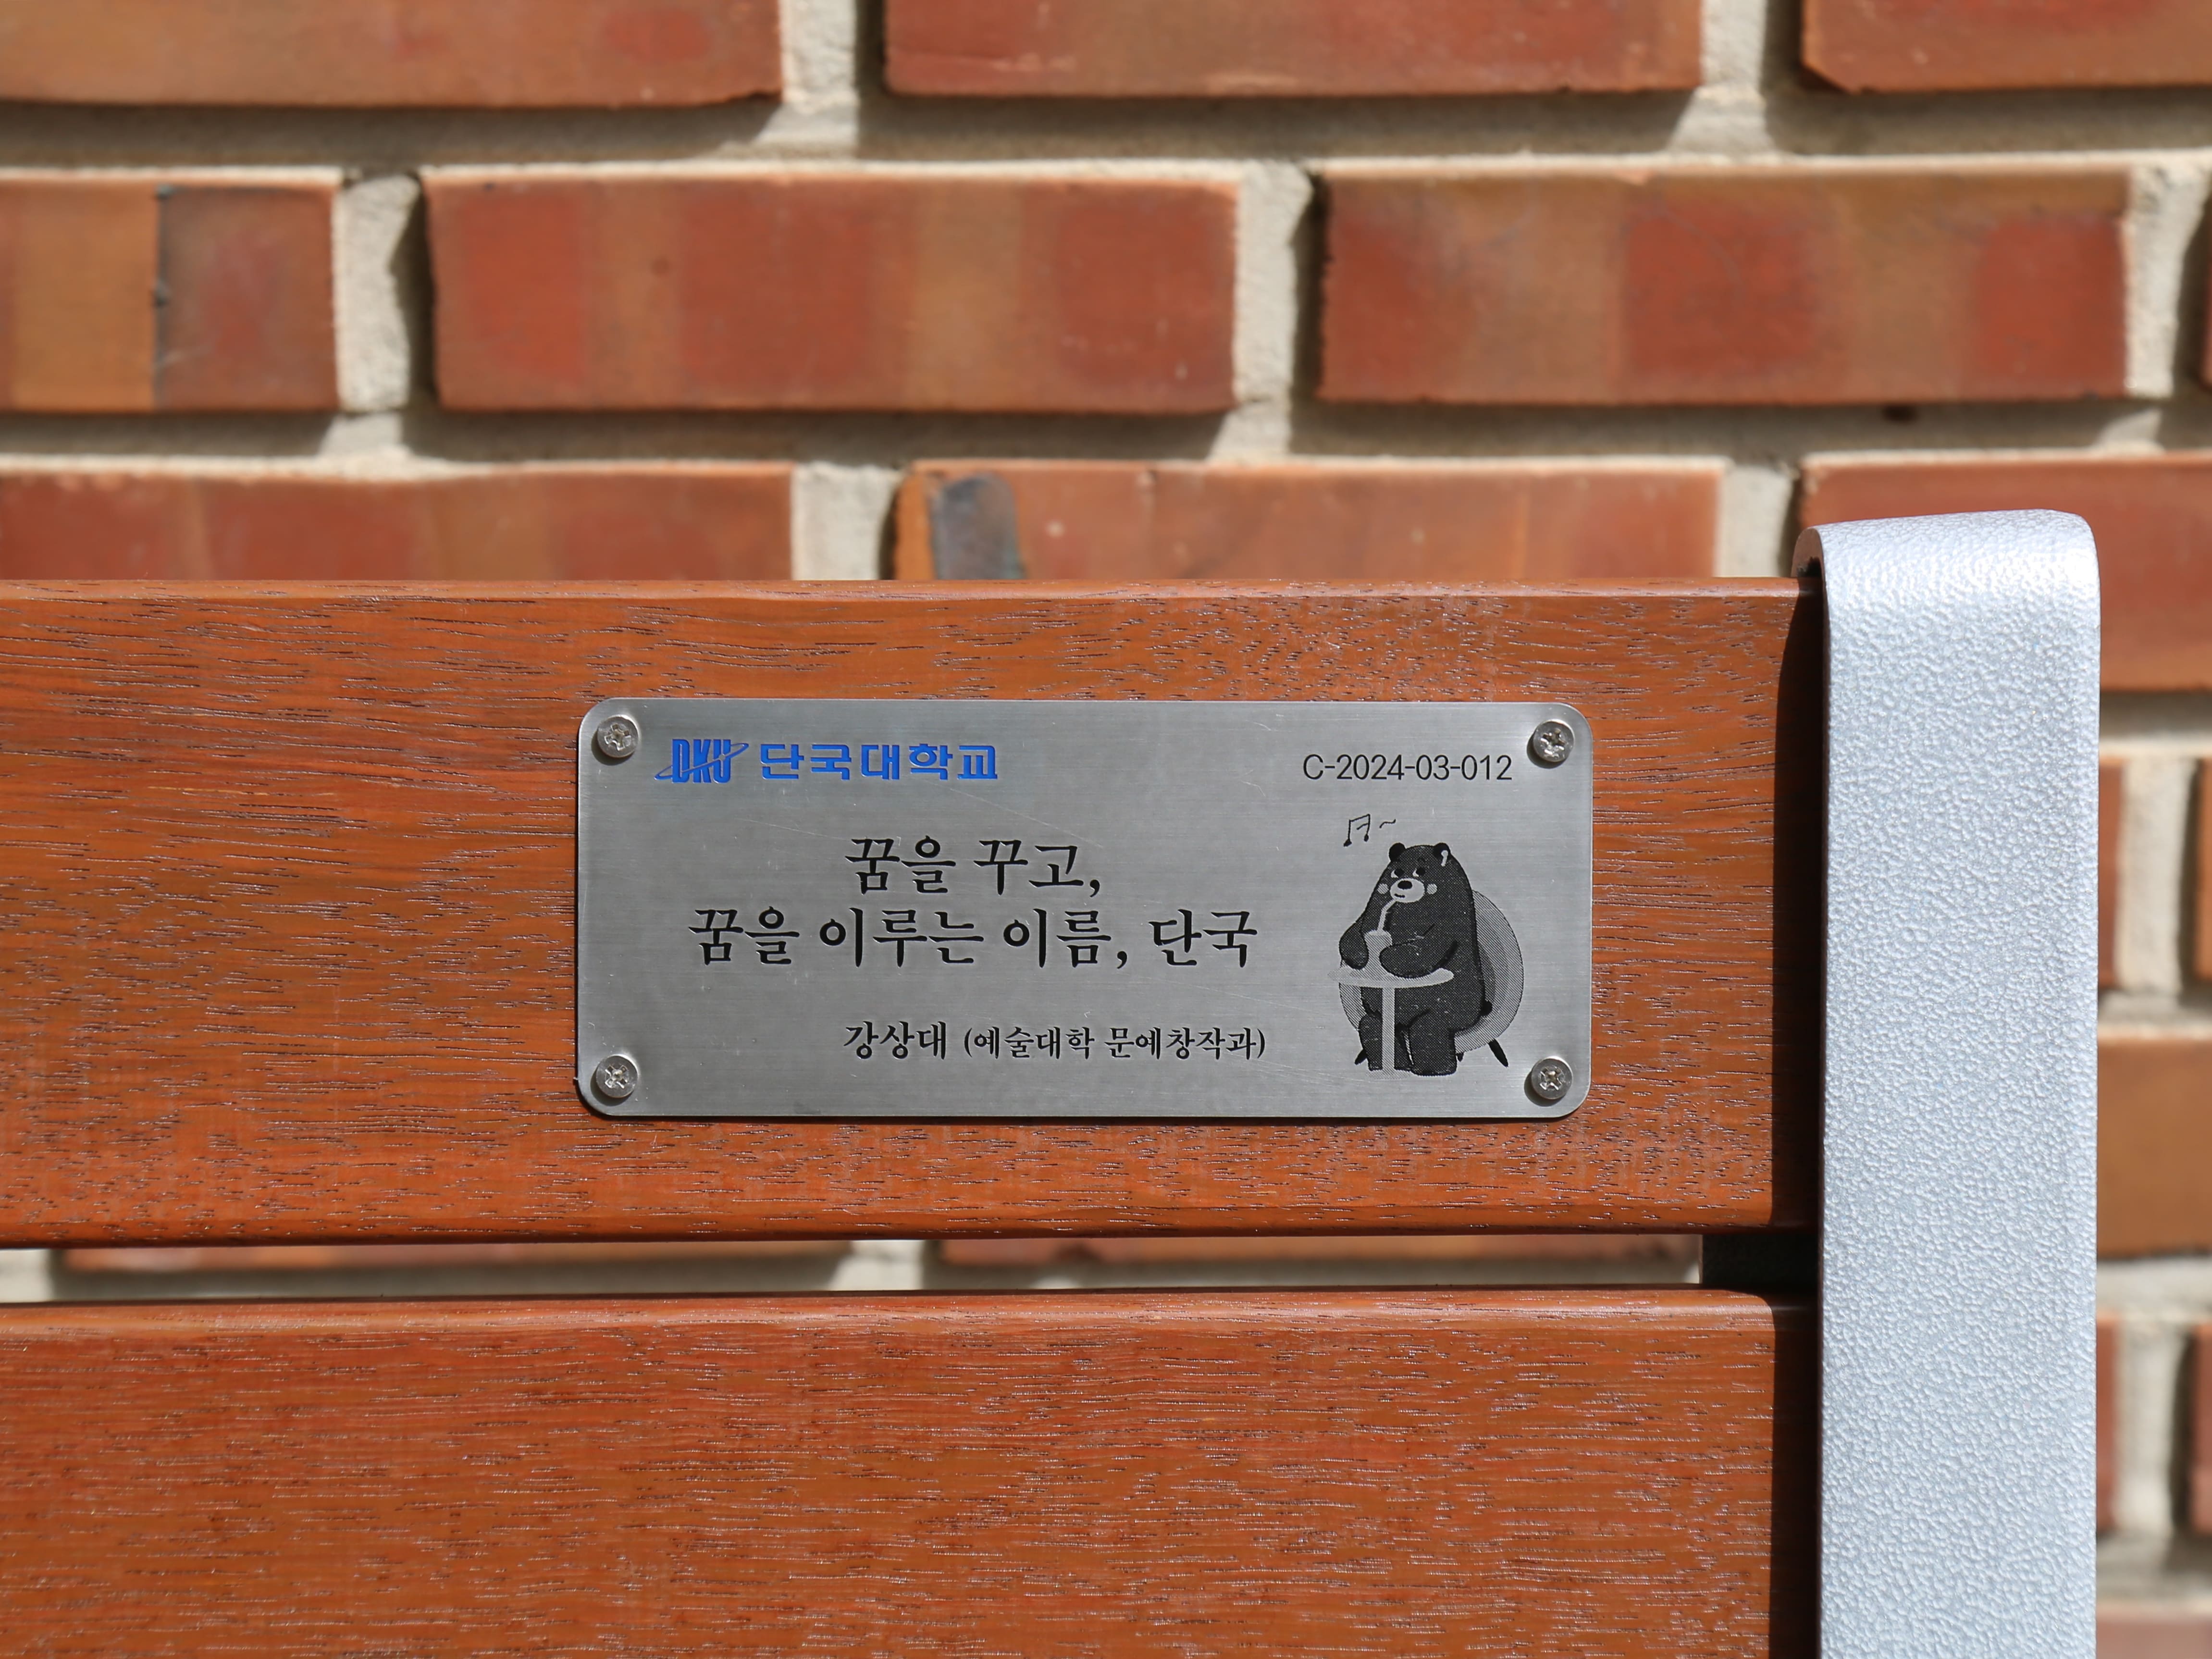 DKU 단국대학교
C-2024-03-012
꿈을 꾸고,
꿈을 이루는 이름, 단국
강상대 (예술대학 문예창작과)